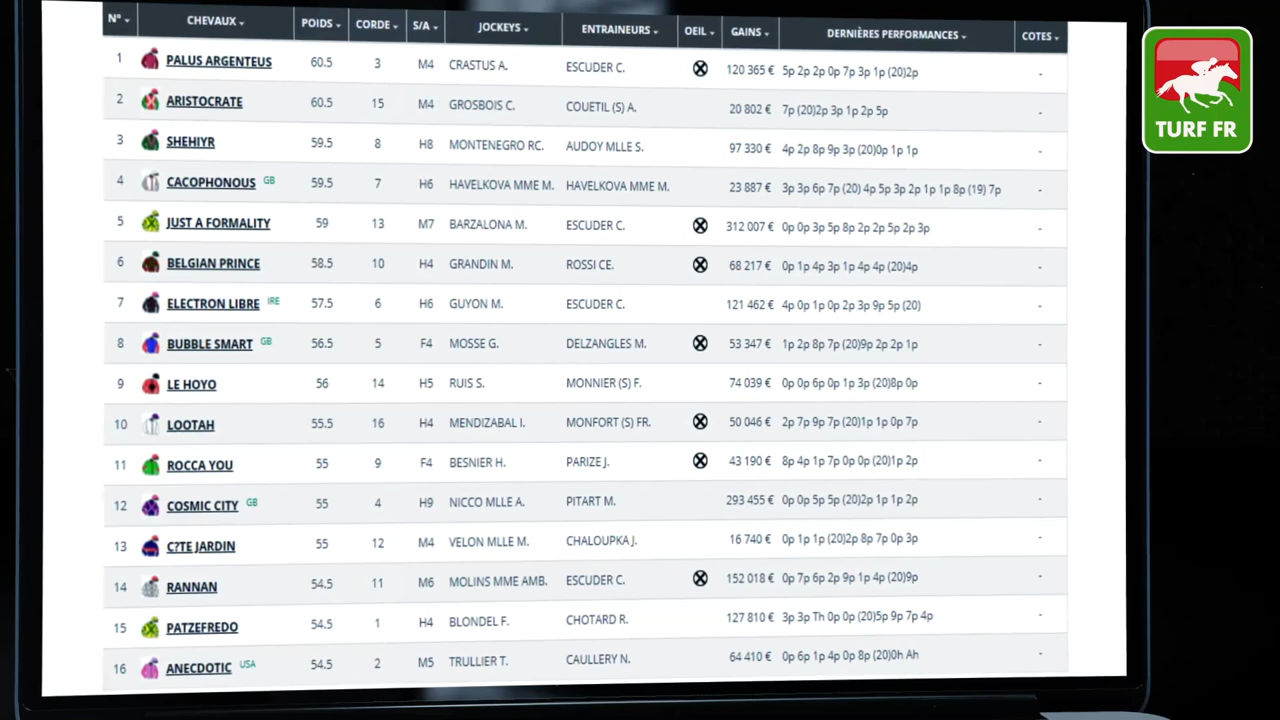 N° CHEVAUX POIDS CORDE S/A JOCKEYS ENTRAINEURS OEIL GAINS DERNIÈRES PERFORMANCES COTES
1 PALUS ARGENTEUS 60.5 3 M4 CRASTUS A. ESCUDER C. 120 365 € 5p 2p 2p 0p 7p 3p 1p (20)2p -
2 ARISTOCRATE 60.5 15 M4 GROSBOIS C. COUETIL (S) A. 20 802 € 7p (20)2p 3p 1p 2p 5p -
3 SHEHIYR 59.5 8 H8 MONTENEGRO RC. AUDOY MLLE S. 97 330 € 4p 2p 8p 9p 3p (20)0p 1p 1p -
4 CACOPHONOUS GB 59.5 7 H6 HAVELKOVA MME M. HAVELKOVA MME M. 23 887 € 3p 3p 6p 7p (20) 4p 5p 3p 2p 1p 1p 8p (19) 7p -
5 JUST A FORMALITY 59 13 M7 BARZALONA M. ESCUDER C. 312 007 € 0p 0p 3p 5p 8p 2p 2p 5p 2p 3p -
6 BELGIAN PRINCE 58.5 10 H4 GRANDIN M. ROSSI CE. 68 217 € 0p 1p 4p 3p 1p 4p 4p (20)4p -
7 ELECTRON LIBRE IRE 57.5 6 H6 GUYON M. ESCUDER C. 121 462 € 4p 0p 1p 0p 2p 3p 9p 5p (20) -
8 BUBBLE SMART GB 56.5 5 F4 MOSSE G. DELZANGLES M. 53 347 € 1p 2p 8p 7p (20)9p 2p 2p 1p -
9 LE HOYO 56 14 H5 RUIS S. MONNIER (S) F. 74 039 € 0p 0p 6p 0p 1p 3p (20)8p 0p -
10 LOOTAH 55.5 16 H4 MENDIZABAL I. MONFORT (S) FR. 50 046 € 2p 7p 9p 7p (20)1p 1p 0p 7p -
11 ROCCA YOU 55 9 F4 BESNIER H. PARIZE J. 43 190 € 8p 4p 1p 7p 0p 0p (20)1p 2p -
12 COSMIC CITY GB 55 4 H9 NICCO MLLE A. PITART M. 293 455 € 0p 0p 5p 5p (20)2p 1p 1p 2p -
13 C?TE JARDIN 55 12 M4 VELON MLLE M. CHALOUPKA J. 16 740 € 0p 1p 1p (20)2p 8p 7p 0p 3p -
14 RANNAN 54.5 11 M6 MOLINS MME AMB. ESCUDER C. 152 018 € 0p 7p 6p 2p 9p 1p 4p (20)9p -
15 PATZEFREDO 54.5 1 H4 BLONDEL F. CHOTARD R. 127 810 € 3p 3p Th 0p 0p (20)5p 9p 7p 4p -
16 ANECDOTIC USA 54.5 2 M5 TRULLIER T. CAULLERY N. 64 410 € 0p 6p 1p 4p 0p 8p (20)0h Ah -
TURF FR